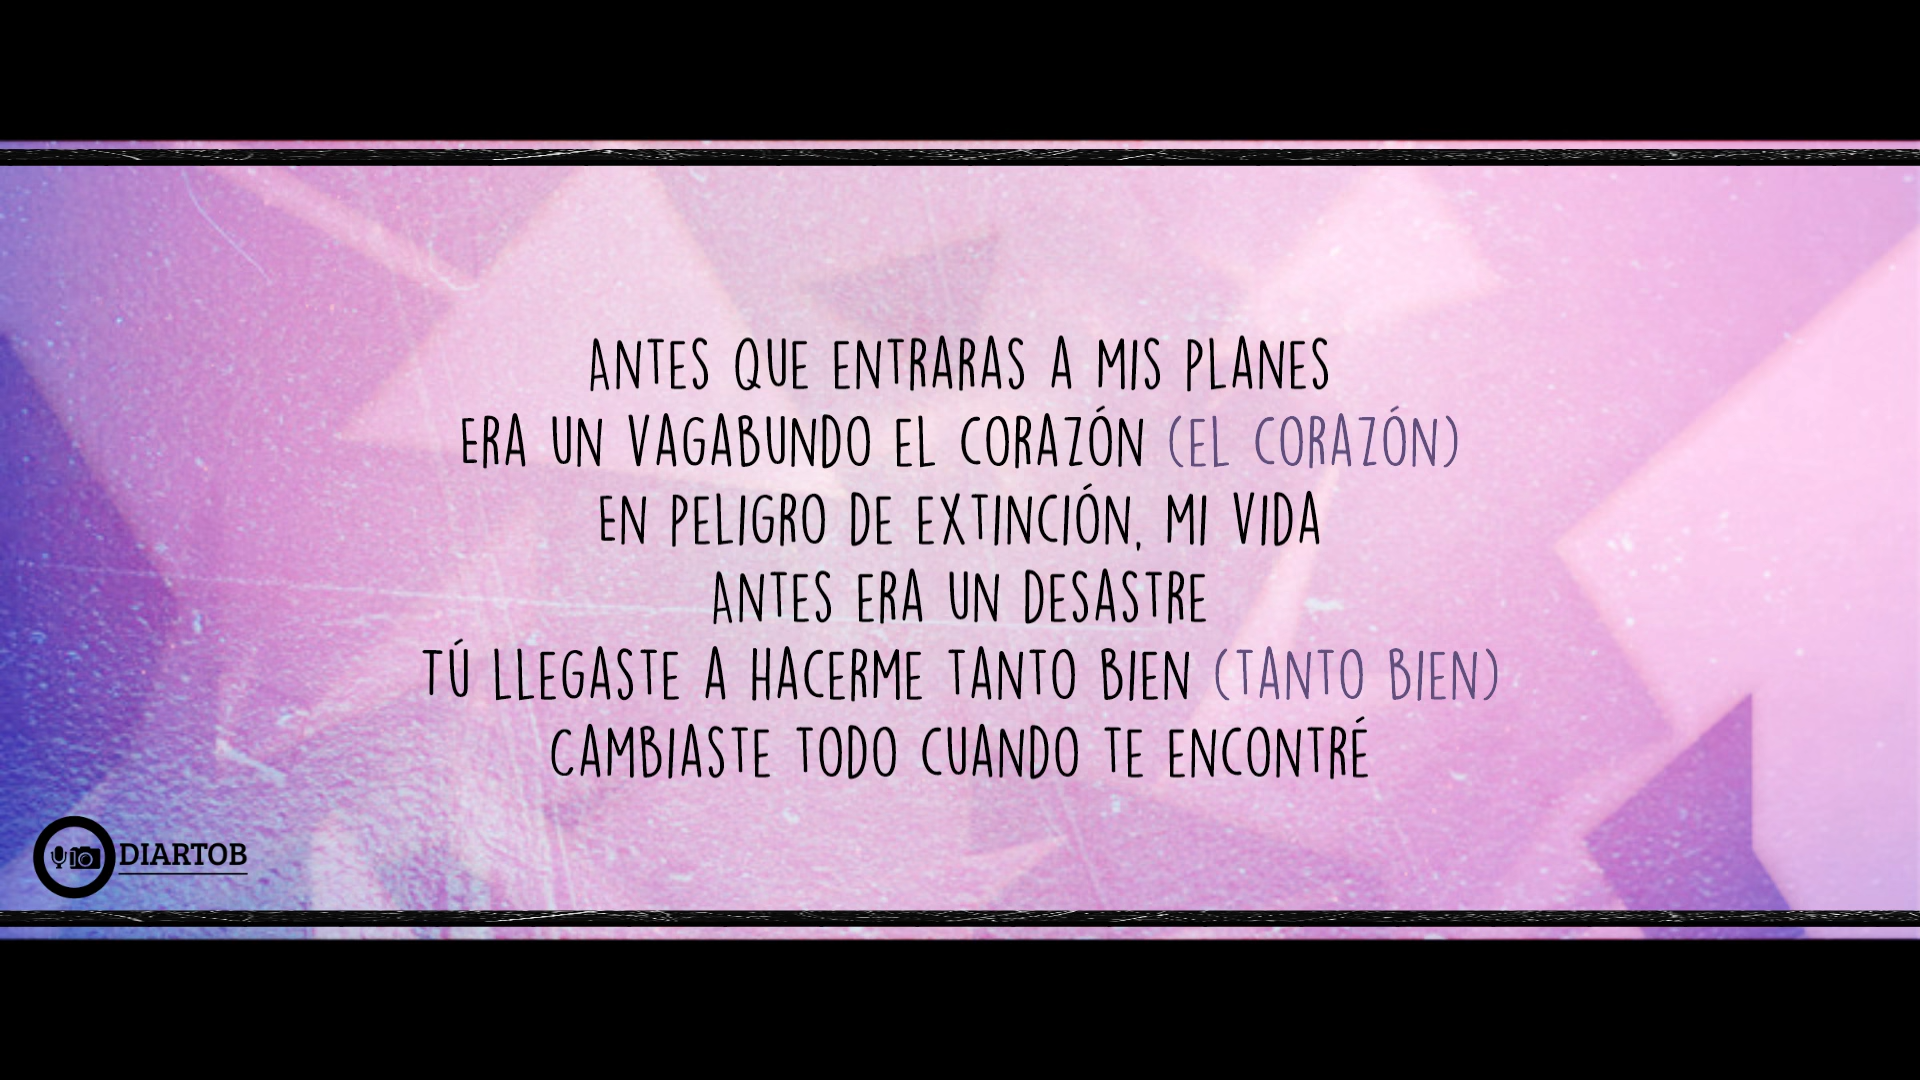 ANTES QUE ENTRARAS A MIS PLANES
ERA UN VAGABUNDO EL CORAZÓN (EL CORAZÓN)
EN PELIGRO DE EXTINCIÓN, MI VIDA
ANTES ERA UN DESASTRE
TÚ LLEGASTE A HACERME TANTO BIEN (TANTO BIEN)
CAMBIASTE TODO CUANDO TE ENCONTRÉ
DIARTOB